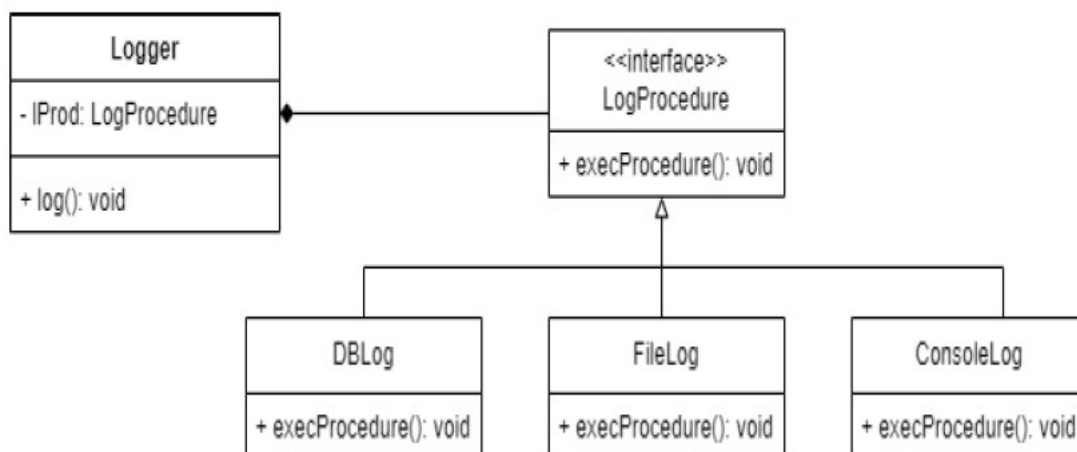 Logger
- lProd: LogProcedure
+ log(): void
<<interface>>
LogProcedure
+ execProcedure(): void
DBLog
+ execProcedure(): void
FileLog
+ execProcedure(): void
ConsoleLog
+ execProcedure(): void